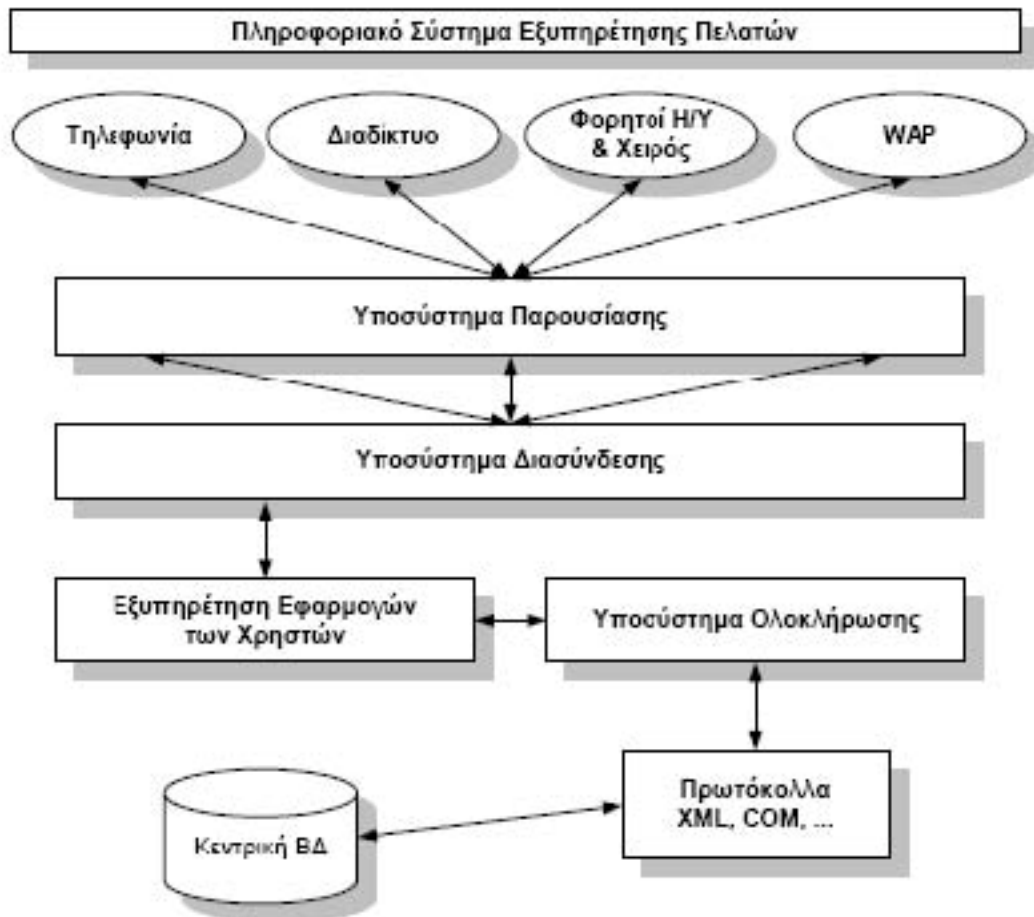 Πληροφοριακό Σύστημα Εξυπηρέτησης Πελατών
Τηλεφωνία
Διαδίκτυο
Φορητοί Η/Υ
& Χειρός
WAP
Υποσύστημα Παρουσίασης
Υποσύστημα Διασύνδεσης
Εξυπηρέτηση Εφαρμογών
των Χρηστών
Υποσύστημα Ολοκλήρωσης
Πρωτόκολλα
XML, COM, ...
Κεντρική ΒΔ